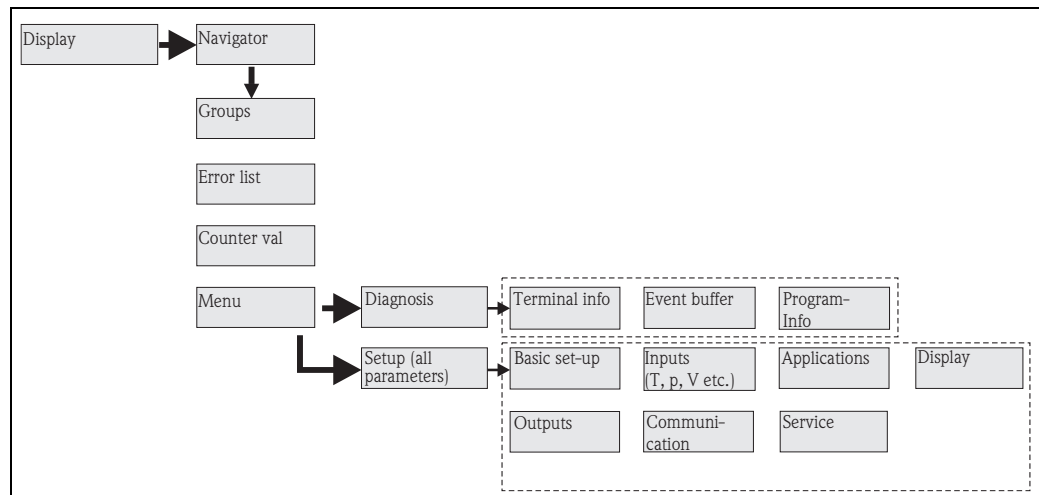 Display
Navigator
Groups
Error list
Counter val
Menu
Diagnosis
Terminal info
Event buffer
Program-
Info
Setup (all
parameters)
Basic set-up
Inputs
(T, p, V etc.)
Applications
Display
Outputs
Communi-
cation
Service